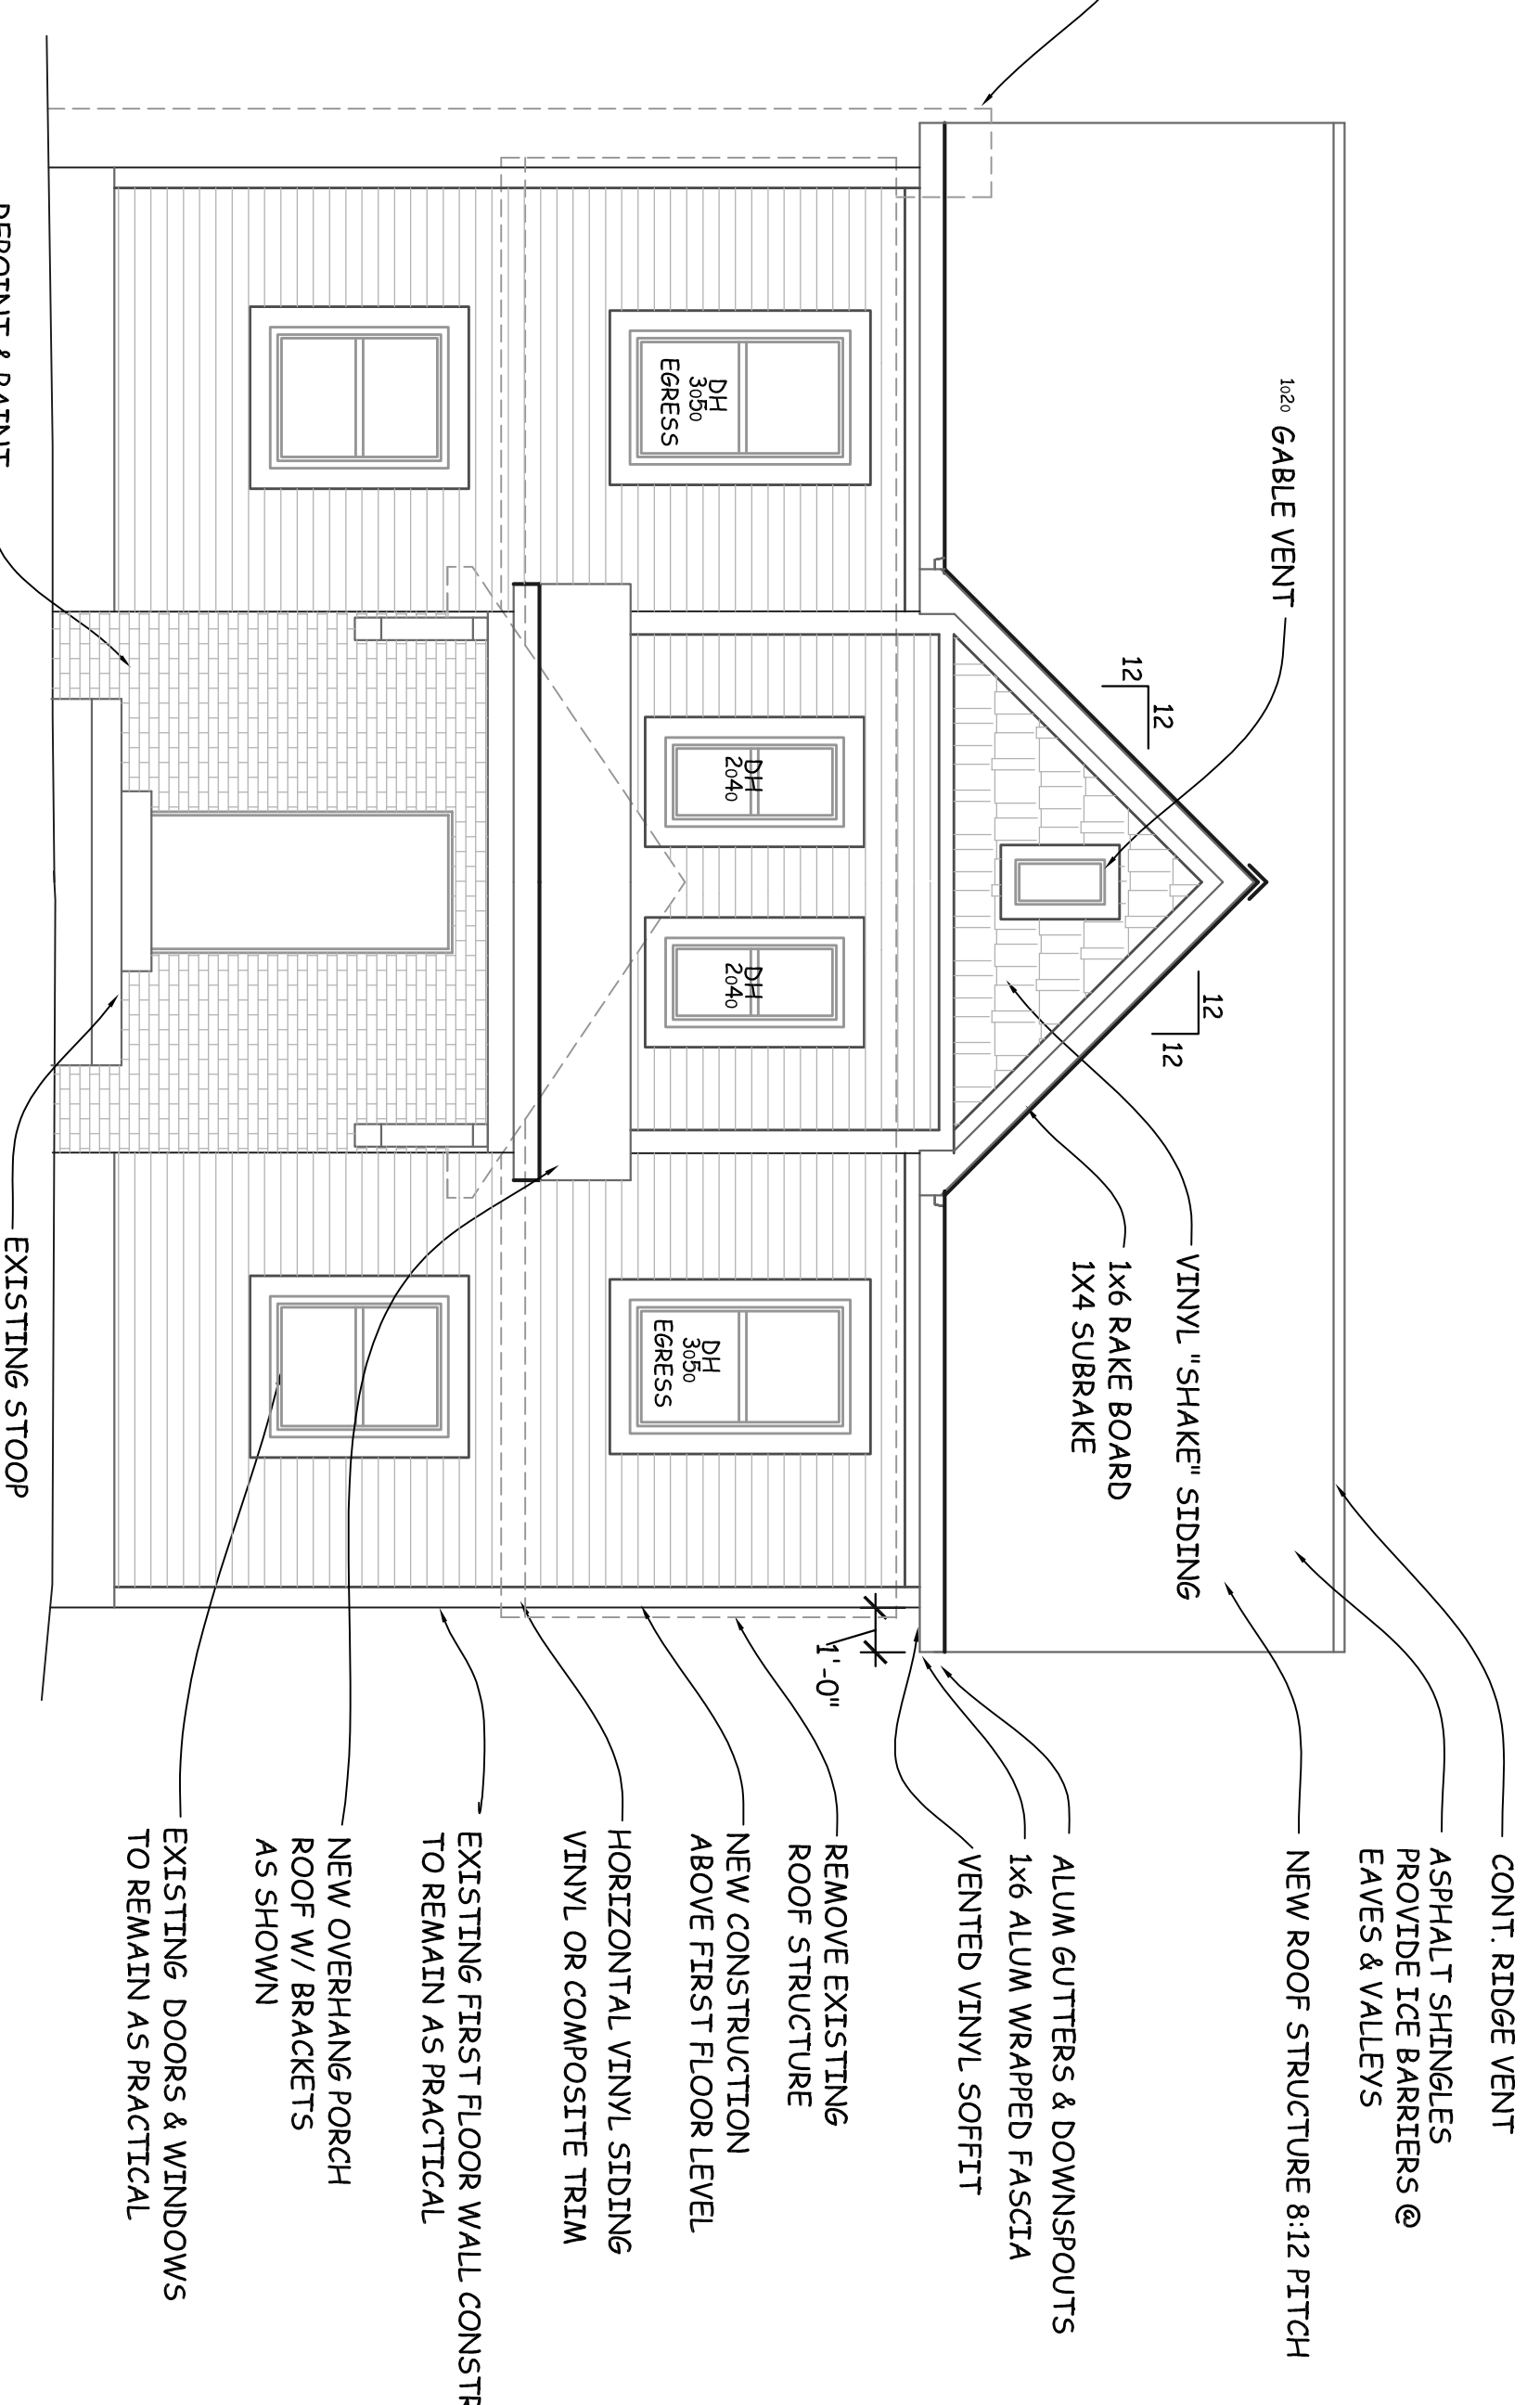 CONT. RIDGE VENT
ASPHALT SHINGLES
PROVIDE ICE BARRIERS @
EAVES & VALLEYS
NEW ROOF STRUCTURE 8:12 PITCH
1020 GABLE VENT
12
12
12
12
VINYL "SHAKE" SIDING
1x6 RAKE BOARD
1X4 SUBRAKE
ALUM GUTTERS & DOWNSPOUTS
1x6 ALUM WRAPPED FASCIA
VENTED VINYL SOFFIT
1'-0"
REMOVE EXISTING
ROOF STRUCTURE
NEW CONSTRUCTION
ABOVE FIRST FLOOR LEVEL
HORIZONTAL VINYL SIDING
VINYL OR COMPOSITE TRIM
DH
3050
EGRESS
DH
2040
DH
2040
DH
3050
EGRESS
EXISTING FIRST FLOOR WALL CONSTR
TO REMAIN AS PRACTICAL
NEW OVERHANG PORCH
ROOF W/ BRACKETS
AS SHOWN
EXISTING DOORS & WINDOWS
TO REMAIN AS PRACTICAL
REPOINT & PAINT
EXISTING STOOP